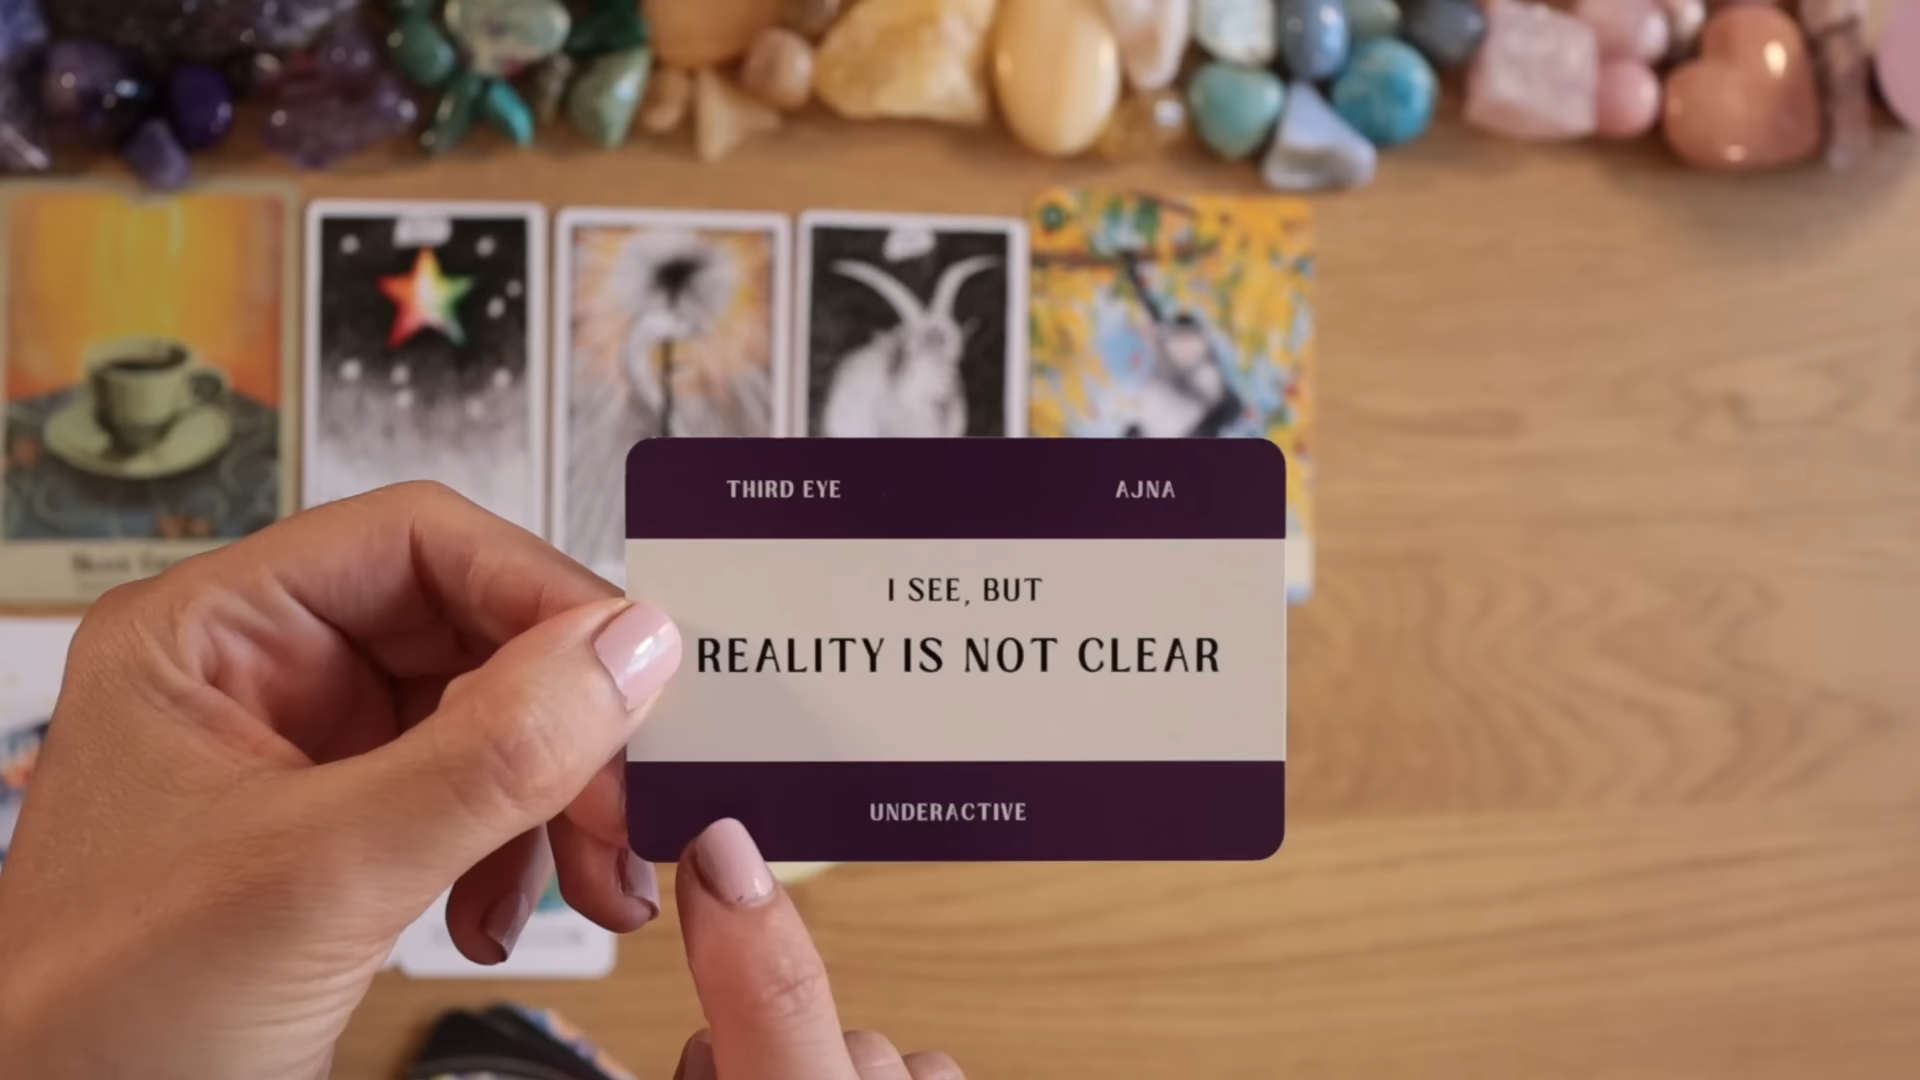 THIRD EYE
AJNA
I SEE, BUT
REALITY IS NOT CLEAR
UNDERACTIVE